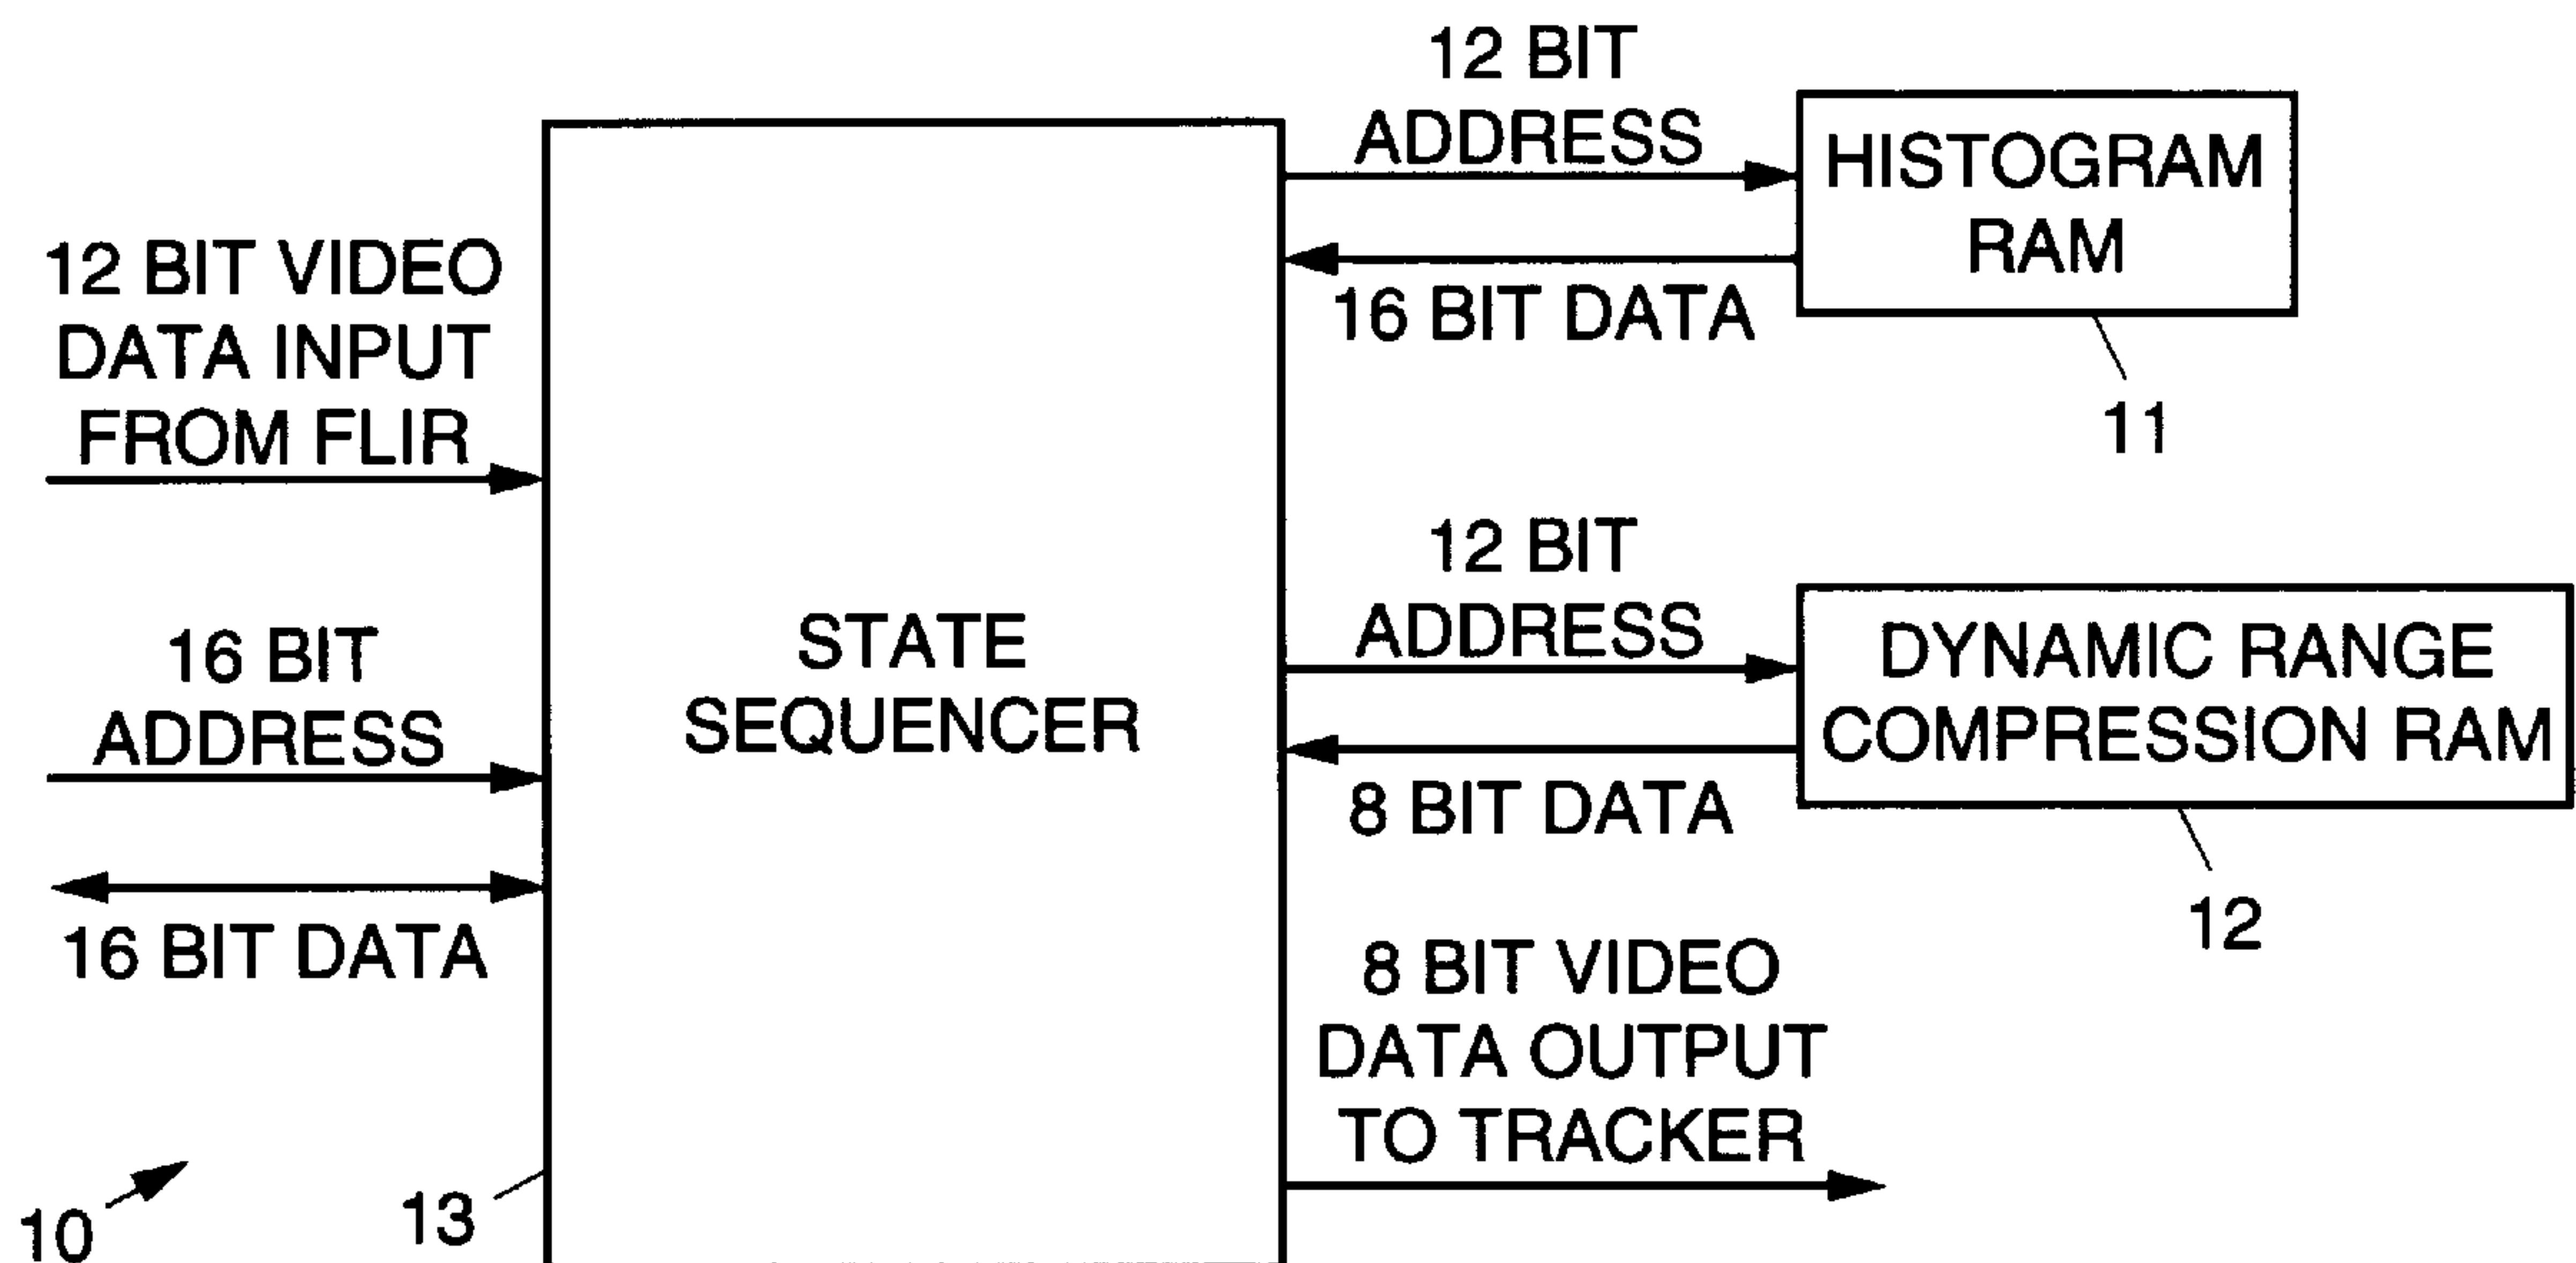 12 BIT VIDEO
DATA INPUT
FROM FLIR
16 BIT
ADDRESS
16 BIT DATA
10
13
STATE
SEQUENCER
12 BIT
ADDRESS
16 BIT DATA
HISTOGRAM
RAM
11
12 BIT
ADDRESS
8 BIT DATA
DYNAMIC RANGE
COMPRESSION RAM
12
8 BIT VIDEO
DATA OUTPUT
TO TRACKER